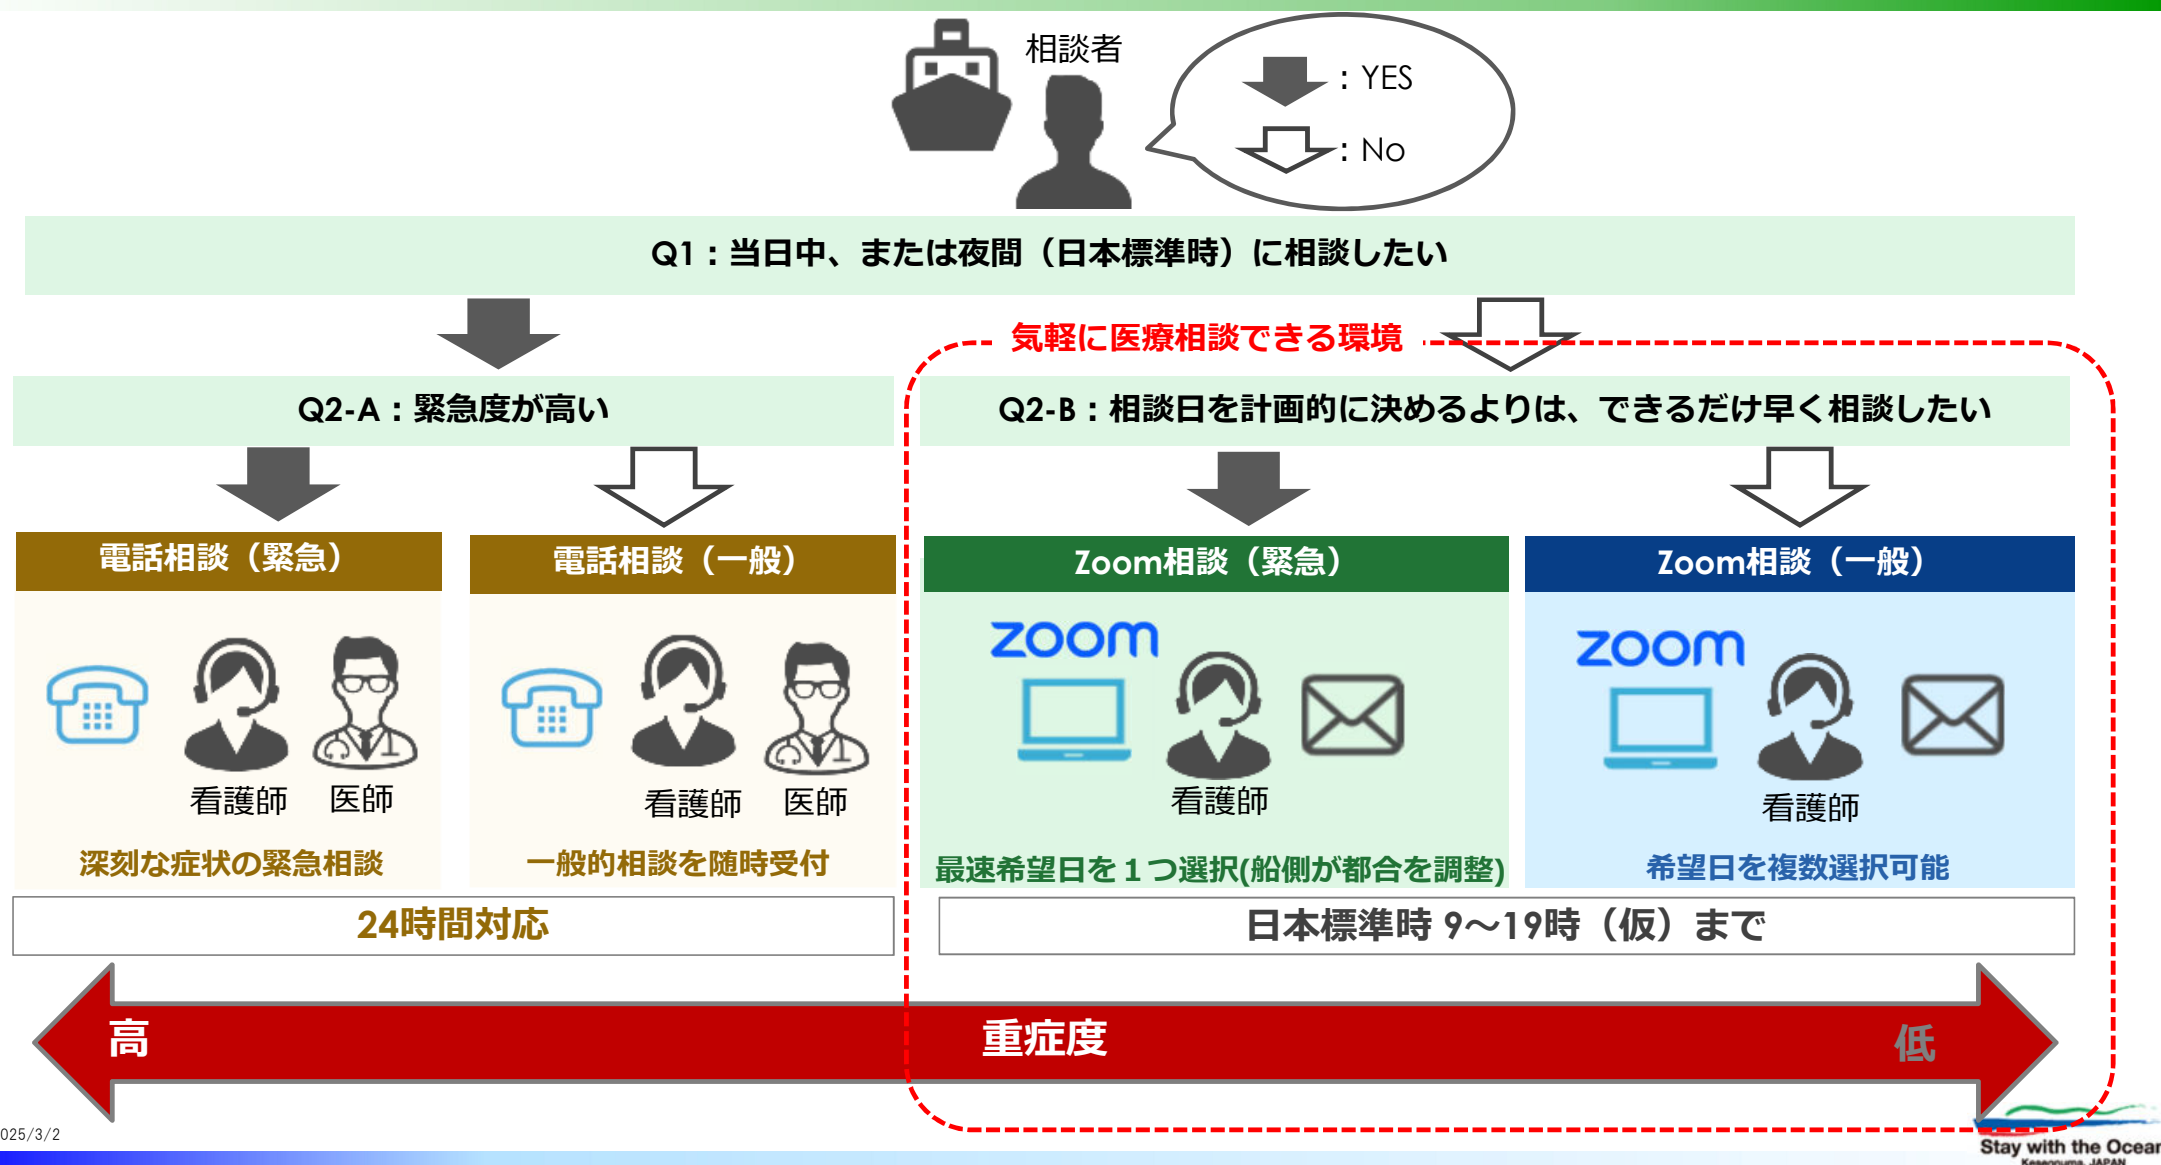 相談者
：YES
：No
Q1：当日中、または夜間（日本標準時）に相談したい
気軽に医療相談できる環境
Q2-A：緊急度が高い
Q2-B：相談日を計画的に決めるよりは、できるだけ早く相談したい
電話相談（緊急）
電話相談（一般）
Zoom相談（緊急）
Zoom相談（一般）
zoom
zoom
看護師
医師
看護師
医師
看護師
看護師
深刻な症状の緊急相談
一般的相談を随時受付
最速希望日を１つ選択(船側が都合を調整)
希望日を複数選択可能
24時間対応
日本標準時 9～19時（仮）まで
高
重症度
低
025/3/2
Stay with the Ocean
Kesennuma, JAPAN